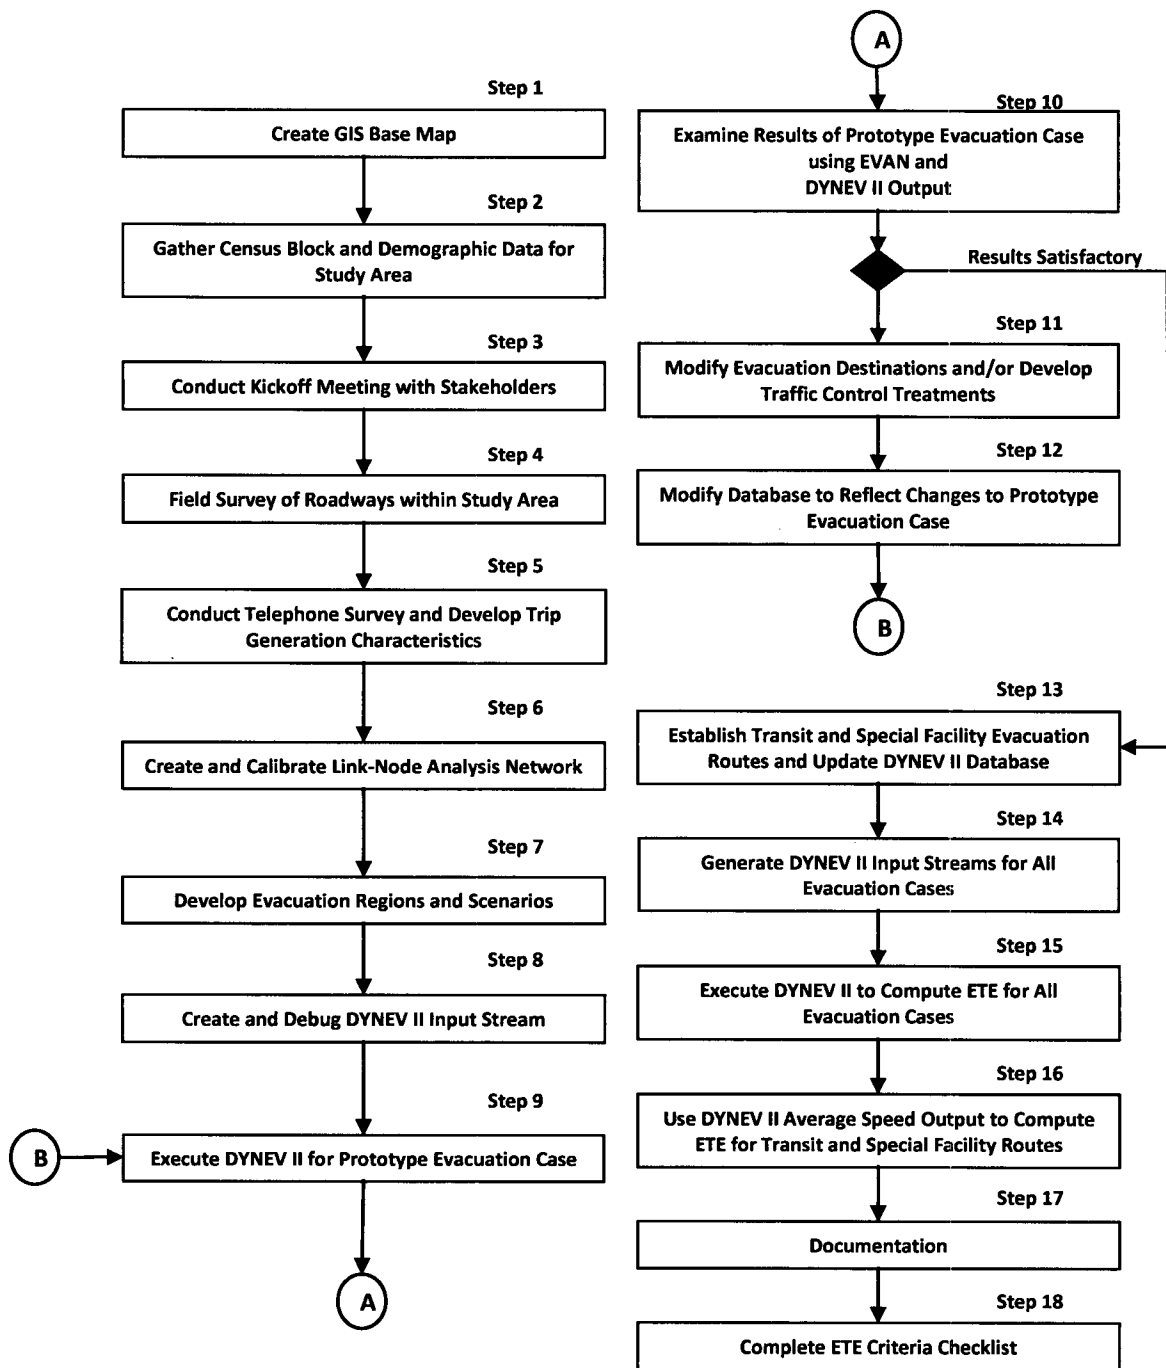 Step 1
Create GIS Base Map
Step 2
Gather Census Block and Demographic Data for
Study Area
Step 3
Conduct Kickoff Meeting with Stakeholders
Step 4
Field Survey of Roadways within Study Area
Step 5
Conduct Telephone Survey and Develop Trip
Generation Characteristics
Step 6
Create and Calibrate Link-Node Analysis Network
Step 7
Develop Evacuation Regions and Scenarios
Step 8
Create and Debug DYNEV II Input Stream
Step 9
B
Execute DYNEV II for Prototype Evacuation Case
A
A
Step 10
Examine Results of Prototype Evacuation Case
using EVAN and
DYNEV II Output
Results Satisfactory
Step 11
Modify Evacuation Destinations and/or Develop
Traffic Control Treatments
Step 12
Modify Database to Reflect Changes to Prototype
Evacuation Case
B
Step 13
Establish Transit and Special Facility Evacuation
Routes and Update DYNEV II Database
Step 14
Generate DYNEV II Input Streams for All
Evacuation Cases
Step 15
Execute DYNEV II to Compute ETE for All
Evacuation Cases
Step 16
Use DYNEV II Average Speed Output to Compute
ETE for Transit and Special Facility Routes
Step 17
Documentation
Step 18
Complete ETE Criteria Checklist